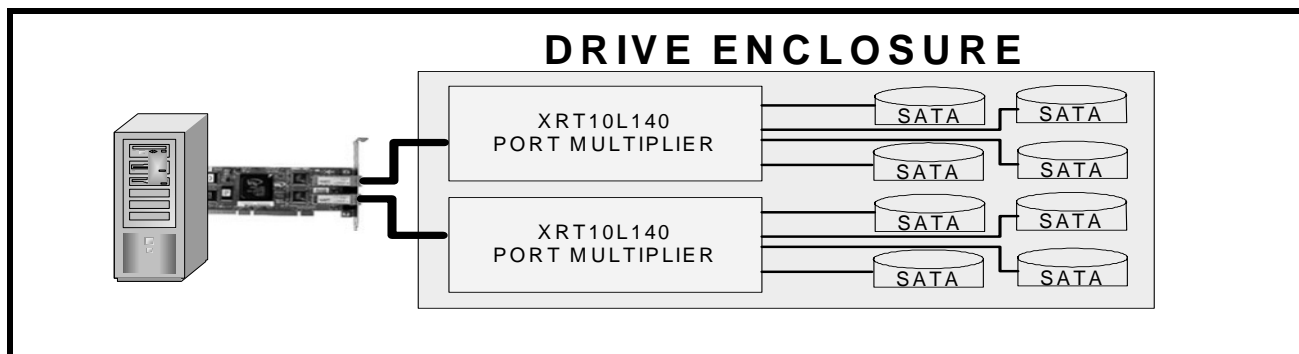 DRIVE ENCLOSURE
XRT10L140
PORT MULTIPLIER
SATA
SATA
SATA
SATA
XRT10L140
PORT MULTIPLIER
SATA
SATA
SATA
SATA